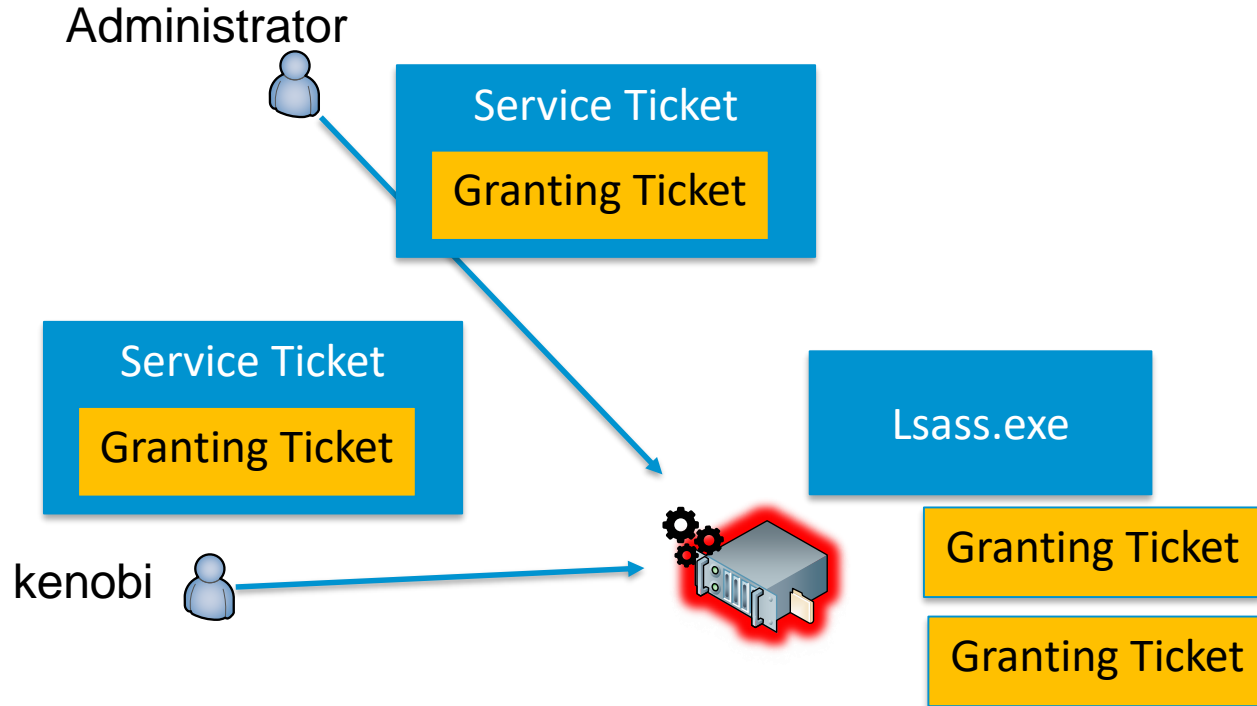 Administrator
Service Ticket
Granting Ticket
Service Ticket
Granting Ticket
Lsass.exe
kenobi
Granting Ticket
Granting Ticket